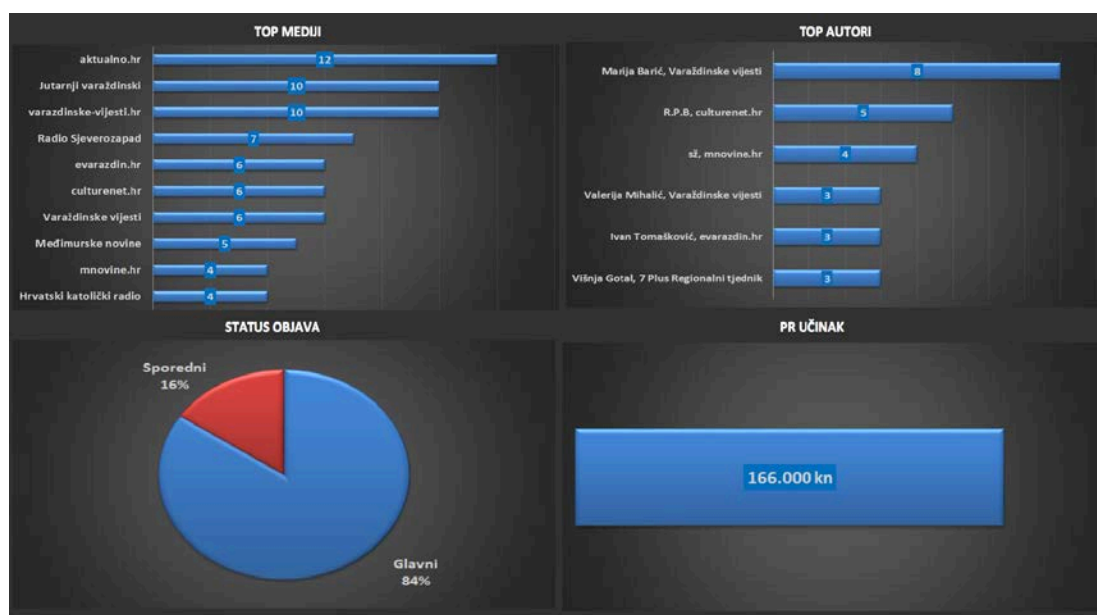 TOP MEDIJI
aktualno.hr 12
Jutarnji varaždinski 10
varazdinske-vijesti.hr 10
Radio Sjeverozapad 7
evarazdin.hr 6
culturenet.hr 6
Varaždinske vijesti 6
Međimurske novine 5
mnovine.hr 4
Hrvatski katolički radio 4
TOP AUTORI
Marija Barić, Varaždinske vijesti 8
R.P.B, culturenet.hr 5
sž, mnovine.hr 4
Valerija Mihalić, Varaždinske vijesti 3
Ivan Tomašković, evarazdin.hr 3
Višnja Gotal, 7 Plus Regionalni tjednik 3
STATUS OBJAVA
Sporedni
16%
Glavni
84%
PR UČINAK
166.000 kn